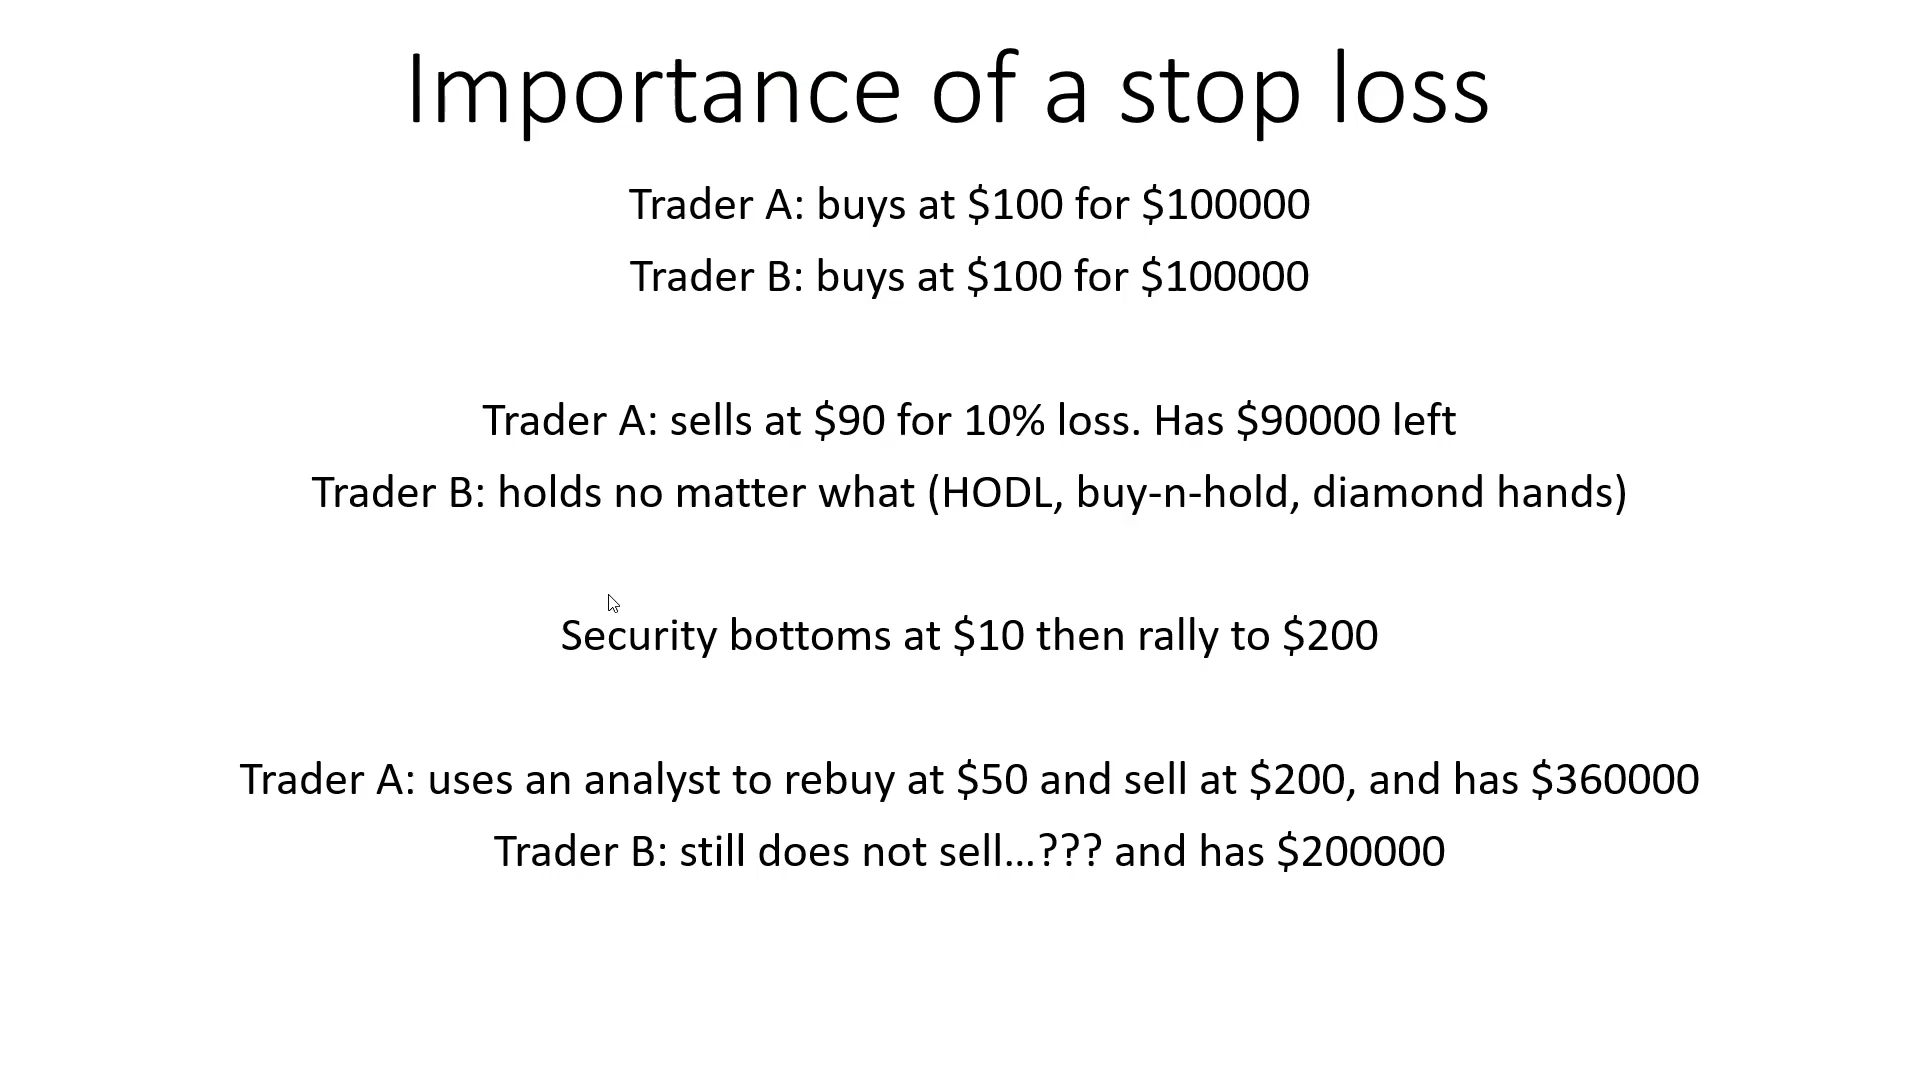 Importance of a stop loss
Trader A: buys at $100 for $100000
Trader B: buys at $100 for $100000
Trader A: sells at $90 for 10% loss. Has $90000 left
Trader B: holds no matter what (HODL, buy-n-hold, diamond hands)
Security bottoms at $10 then rally to $200
Trader A: uses an analyst to rebuy at $50 and sell at $200, and has $360000
Trader B: still does not sell...??? and has $200000